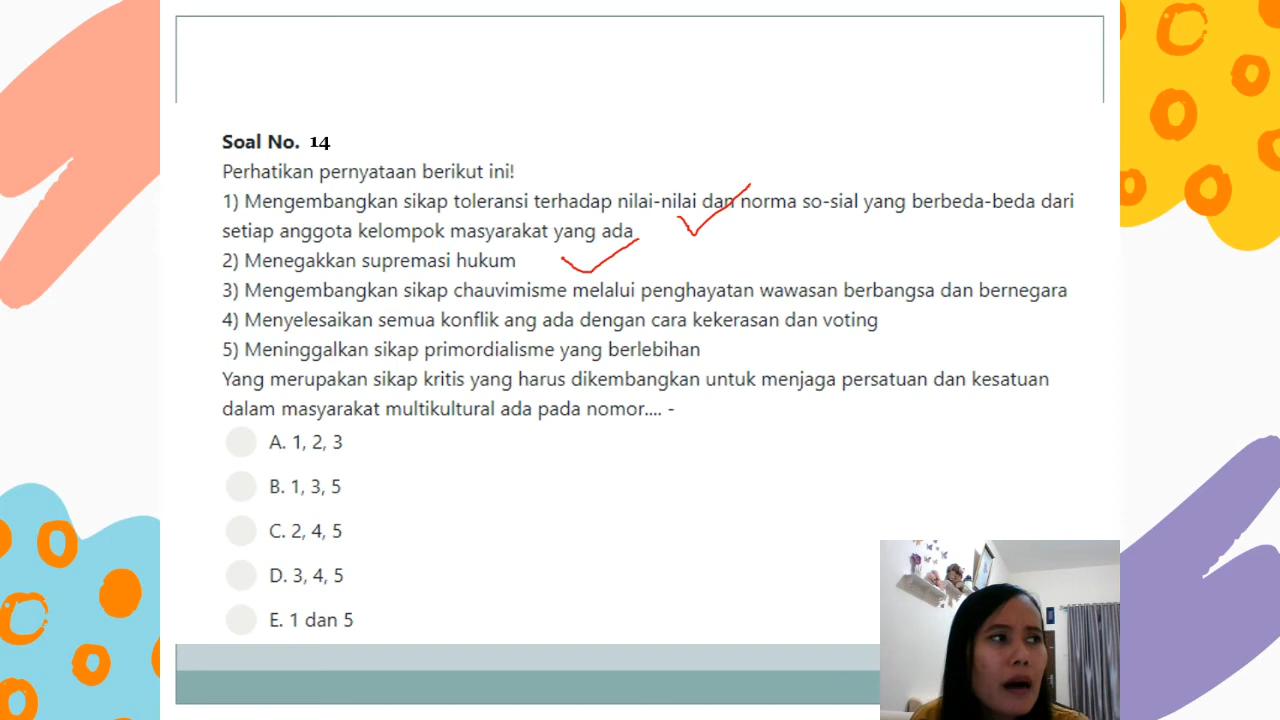 Soal No. 14
Perhatikan pernyataan berikut ini!
1) Mengembangkan sikap toleransi terhadap nilai-nilai dan norma so-sial yang berbeda-beda dari
setiap anggota kelompok masyarakat yang ada
2) Menegakkan supremasi hukum
3) Mengembangkan sikap chauvimisme melalui penghayatan wawasan berbangsa dan bernegara
4) Menyelesaikan semua konflik ang ada dengan cara kekerasan dan voting
5) Meninggalkan sikap primordialisme yang berlebihan
Yang merupakan sikap kritis yang harus dikembangkan untuk menjaga persatuan dan kesatuan
dalam masyarakat multikultural ada pada nomor.... -
A. 1, 2, 3
B. 1, 3, 5
C. 2, 4, 5
D. 3, 4, 5
E. 1 dan 5